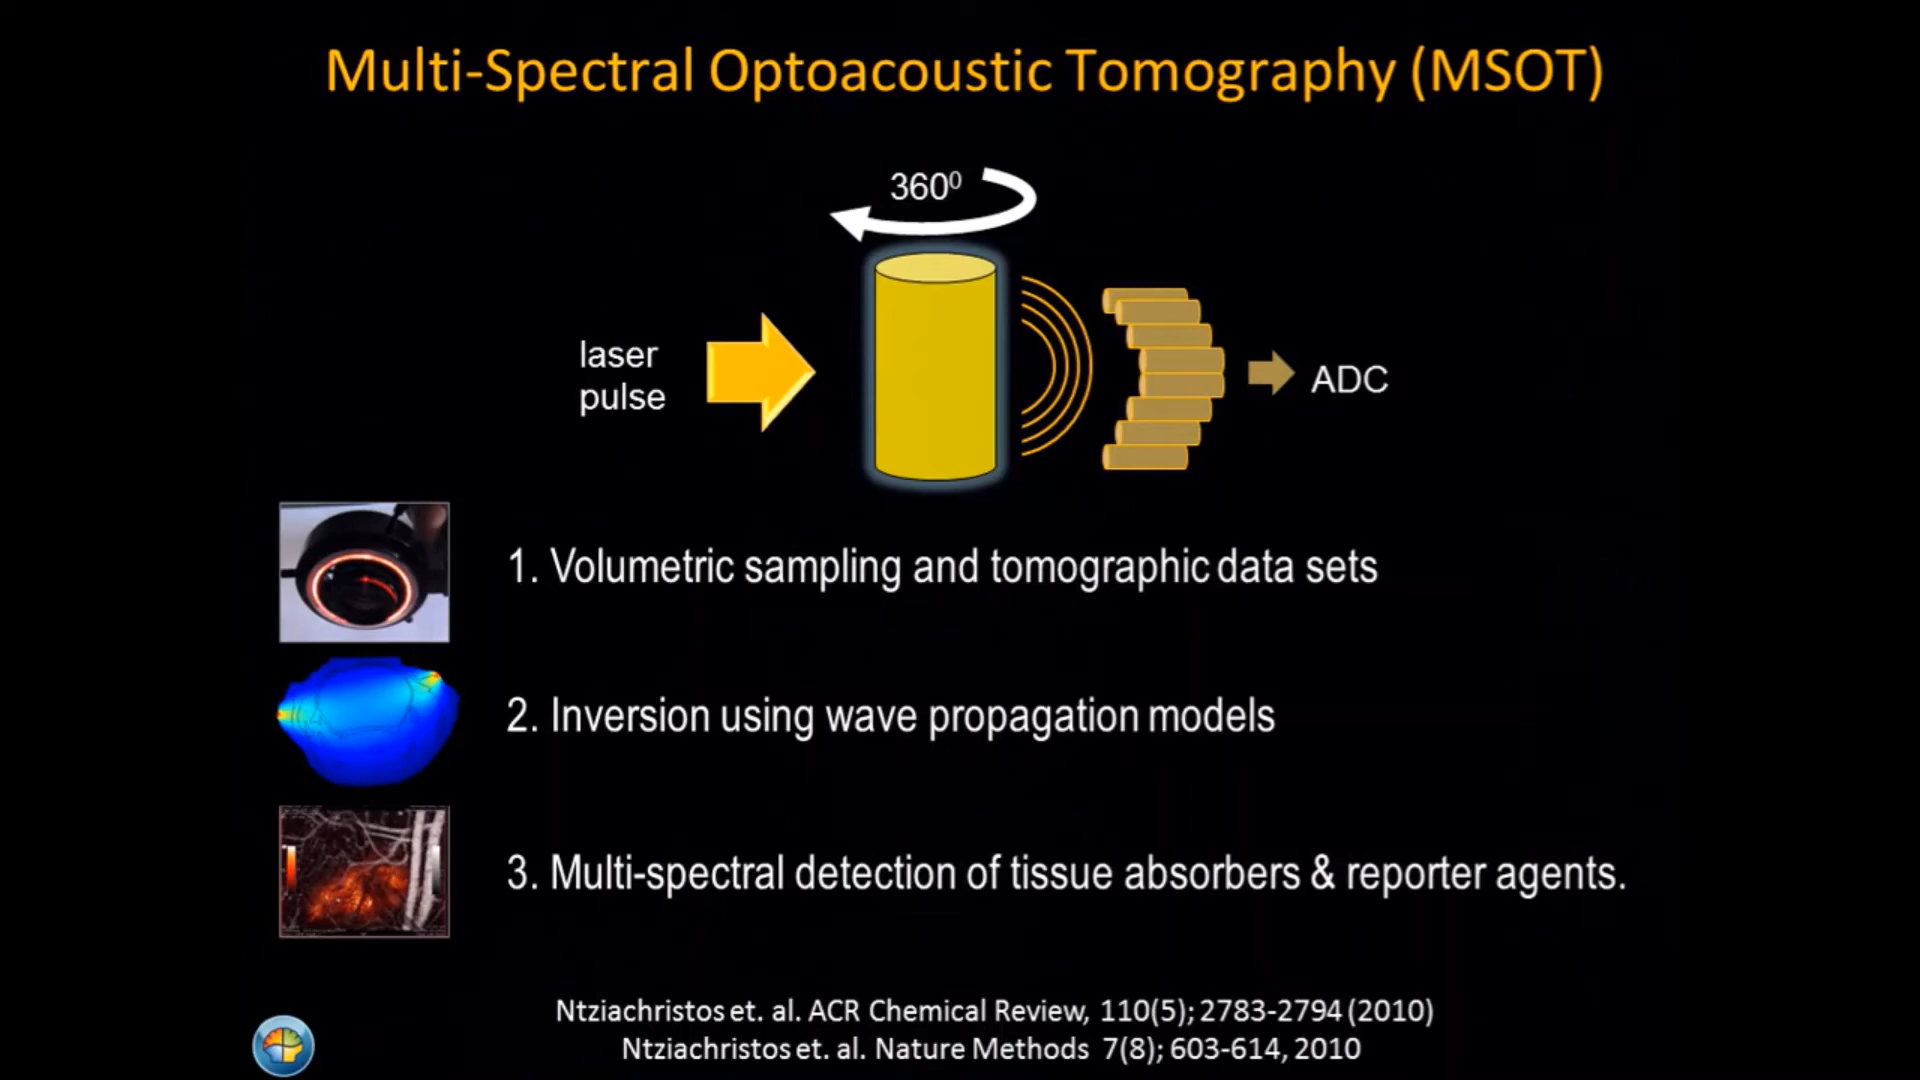 Multi-Spectral Optoacoustic Tomography (MSOT)
360⁰
laser
pulse
ADC
1. Volumetric sampling and tomographic data sets
2. Inversion using wave propagation models
3. Multi-spectral detection of tissue absorbers & reporter agents.
Ntziachristos et. al. ACR Chemical Review, 110(5); 2783-2794 (2010)
Ntziachristos et. al. Nature Methods 7(8); 603-614, 2010